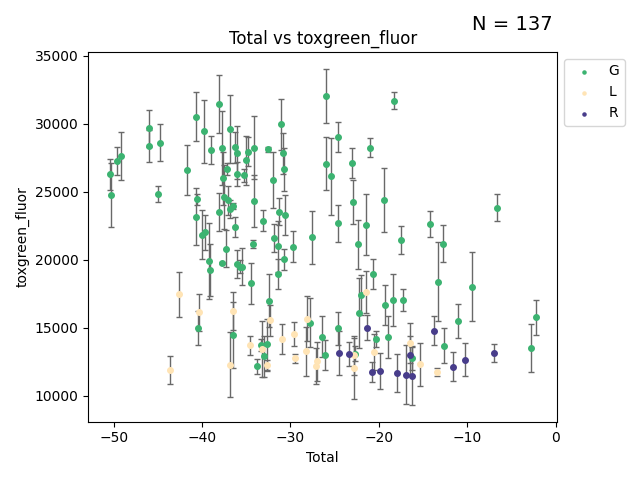 N = 137
Total vs toxgreen_fluor
35000
30000
25000
20000
15000
10000
toxgreen_fluor
−50 −40 −30 −20 −10 0
Total
G
L
R